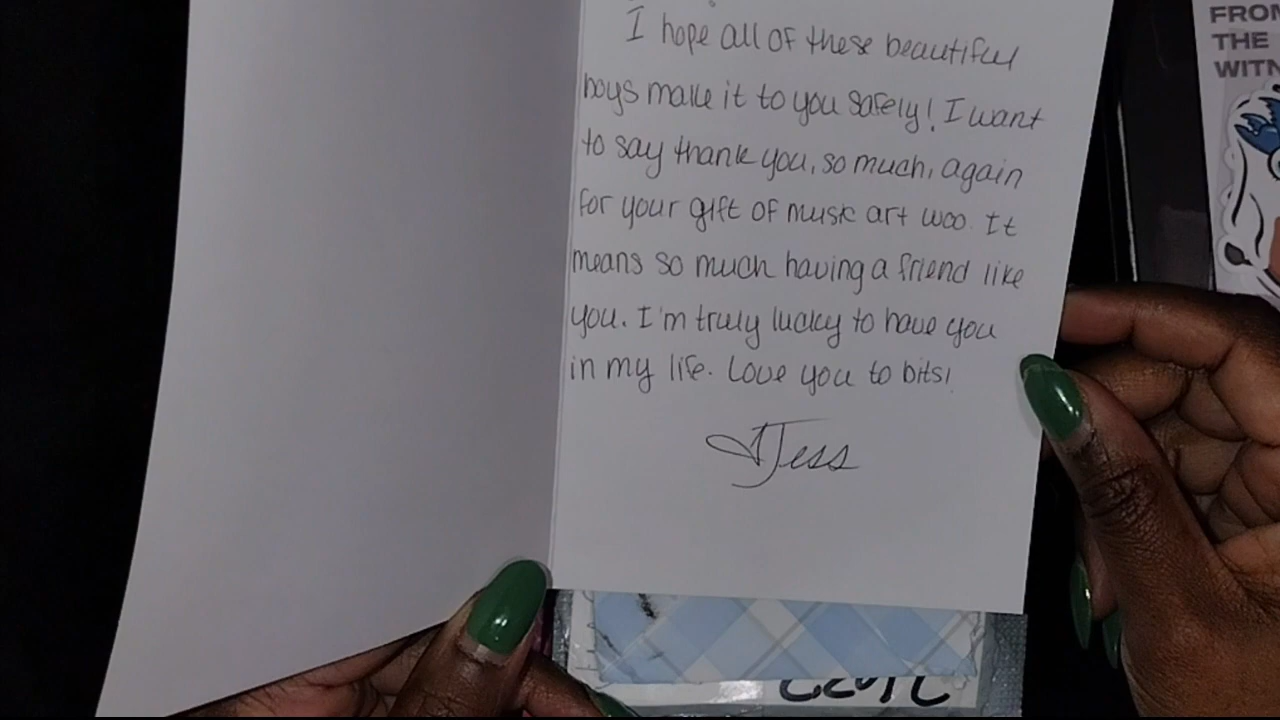 I hope all of these beautiful
boys make it to you safely! I want
to say thank you, so much, again
for your gift of music art woo. It
means so much having a friend like
you. I'm truly lucky to have you
in my life. Love you to bits!
Jess
FROM
THE
WITN